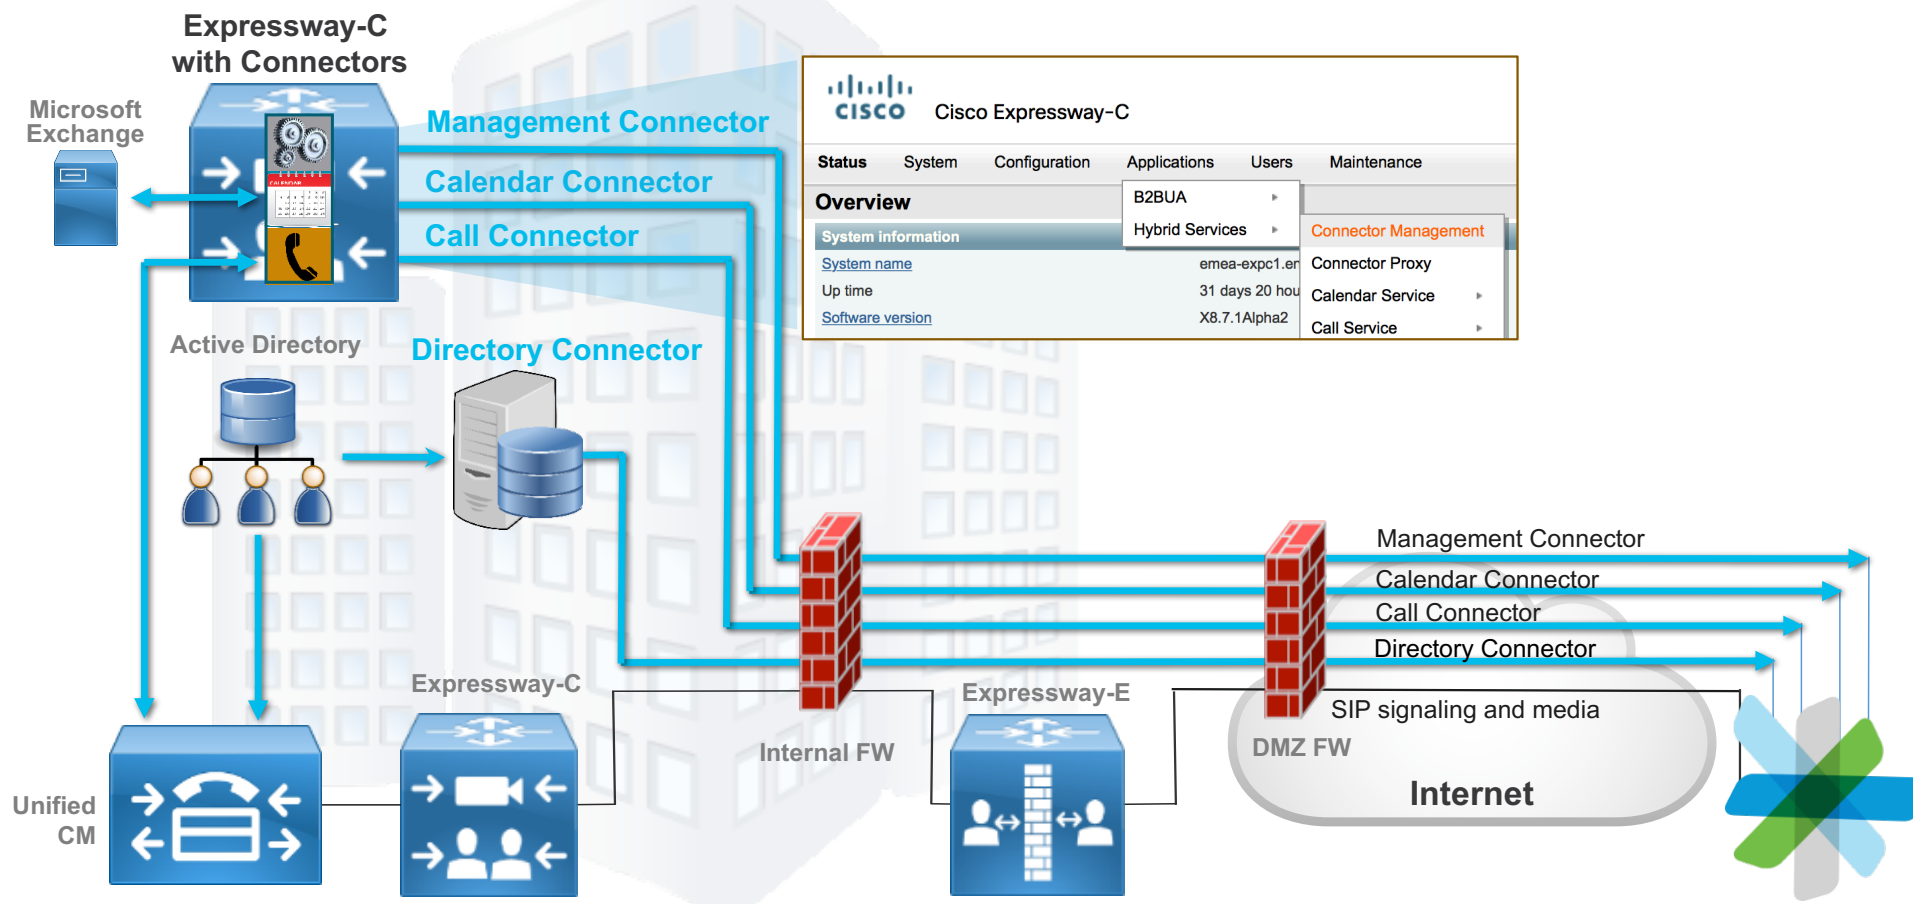 Expressway-C
with Connectors
Microsoft
Exchange
CALENDAR
Management Connector
Calendar Connector
Call Connector
CISCO
Cisco Expressway-C
Status System Configuration Applications Users Maintenance
Overview
B2BUA
Hybrid Services
System information
Connector Management
System name
emea-expc1.en
Connector Proxy
Up time
31 days 20 hou
Calendar Service
Software version
X8.7.1Alpha2
Call Service
Active Directory
Directory Connector
Management Connector
Calendar Connector
Call Connector
Directory Connector
SIP signaling and media
Expressway-C
Expressway-E
Internal FW
DMZ FW
Internet
Unified
CM